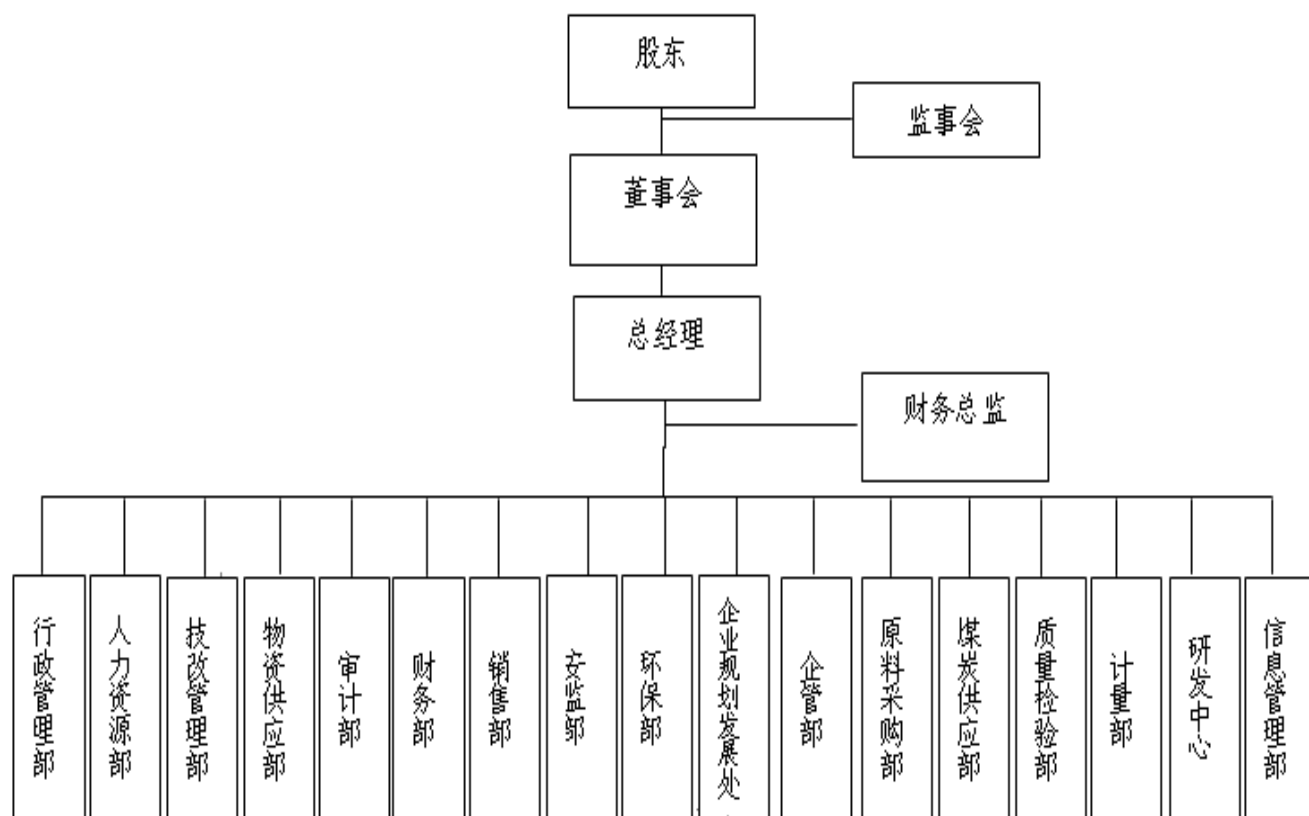 股东
监事会
董事会
总经理
财务总监
行政管理部
人力资源部
技改管理部
物资供应部
审计部
财务部
销售部
安监部
环保部
企业规划发展处
企管部
原料采购部
煤炭供应部
质量检验部
计量部
研发中心
信息管理部